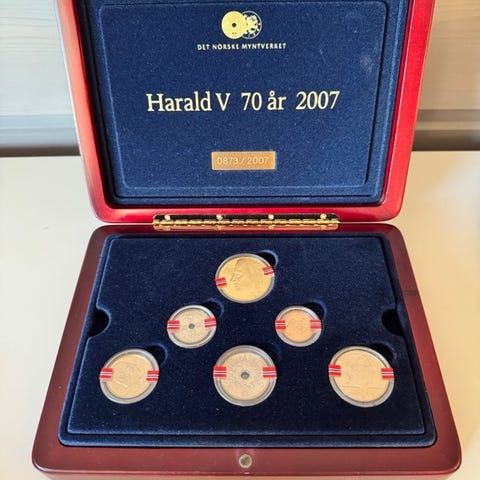 DET NORSKE MYNTVERKET
Harald V 70 år 2007
0873/2007